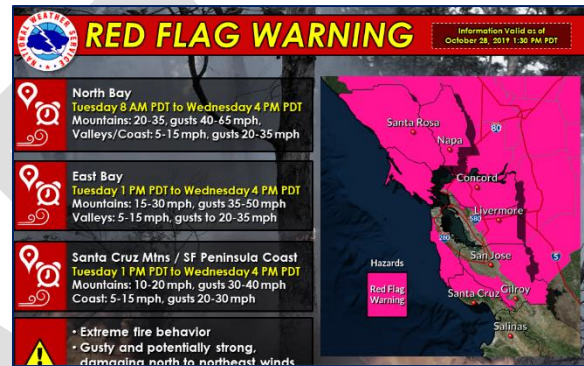 RED FLAG WARNING
Information Valid as of
October 28, 2019 1:30 PM PDT
NATIONAL WEATHER SERVICE
North Bay
Tuesday 8 AM PDT to Wednesday 4 PM PDT
Mountains: 20-35, gusts 40-65 mph,
Valleys/Coast: 5-15 mph, gusts 20-35 mph
East Bay
Tuesday 1 PM PDT to Wednesday 4 PM PDT
Mountains: 15-30 mph, gusts 35-50 mph
Valleys: 5-15 mph, gusts to 20-35 mph
Santa Cruz Mtns / SF Peninsula Coast
Tuesday 1 PM PDT to Wednesday 4 PM PDT
Mountains: 10-20 mph, gusts 30-40 mph
Coast: 5-15 mph, gusts 20-30 mph
• Extreme fire behavior
• Gusty and potentially strong,
damaging north to northeast winds
Santa Rosa
80
Napa
Concord
Livermore
580
280
5
San Jose
Hazards
Red Flag
Warning
Santa Cruz
Gilroy
Salinas